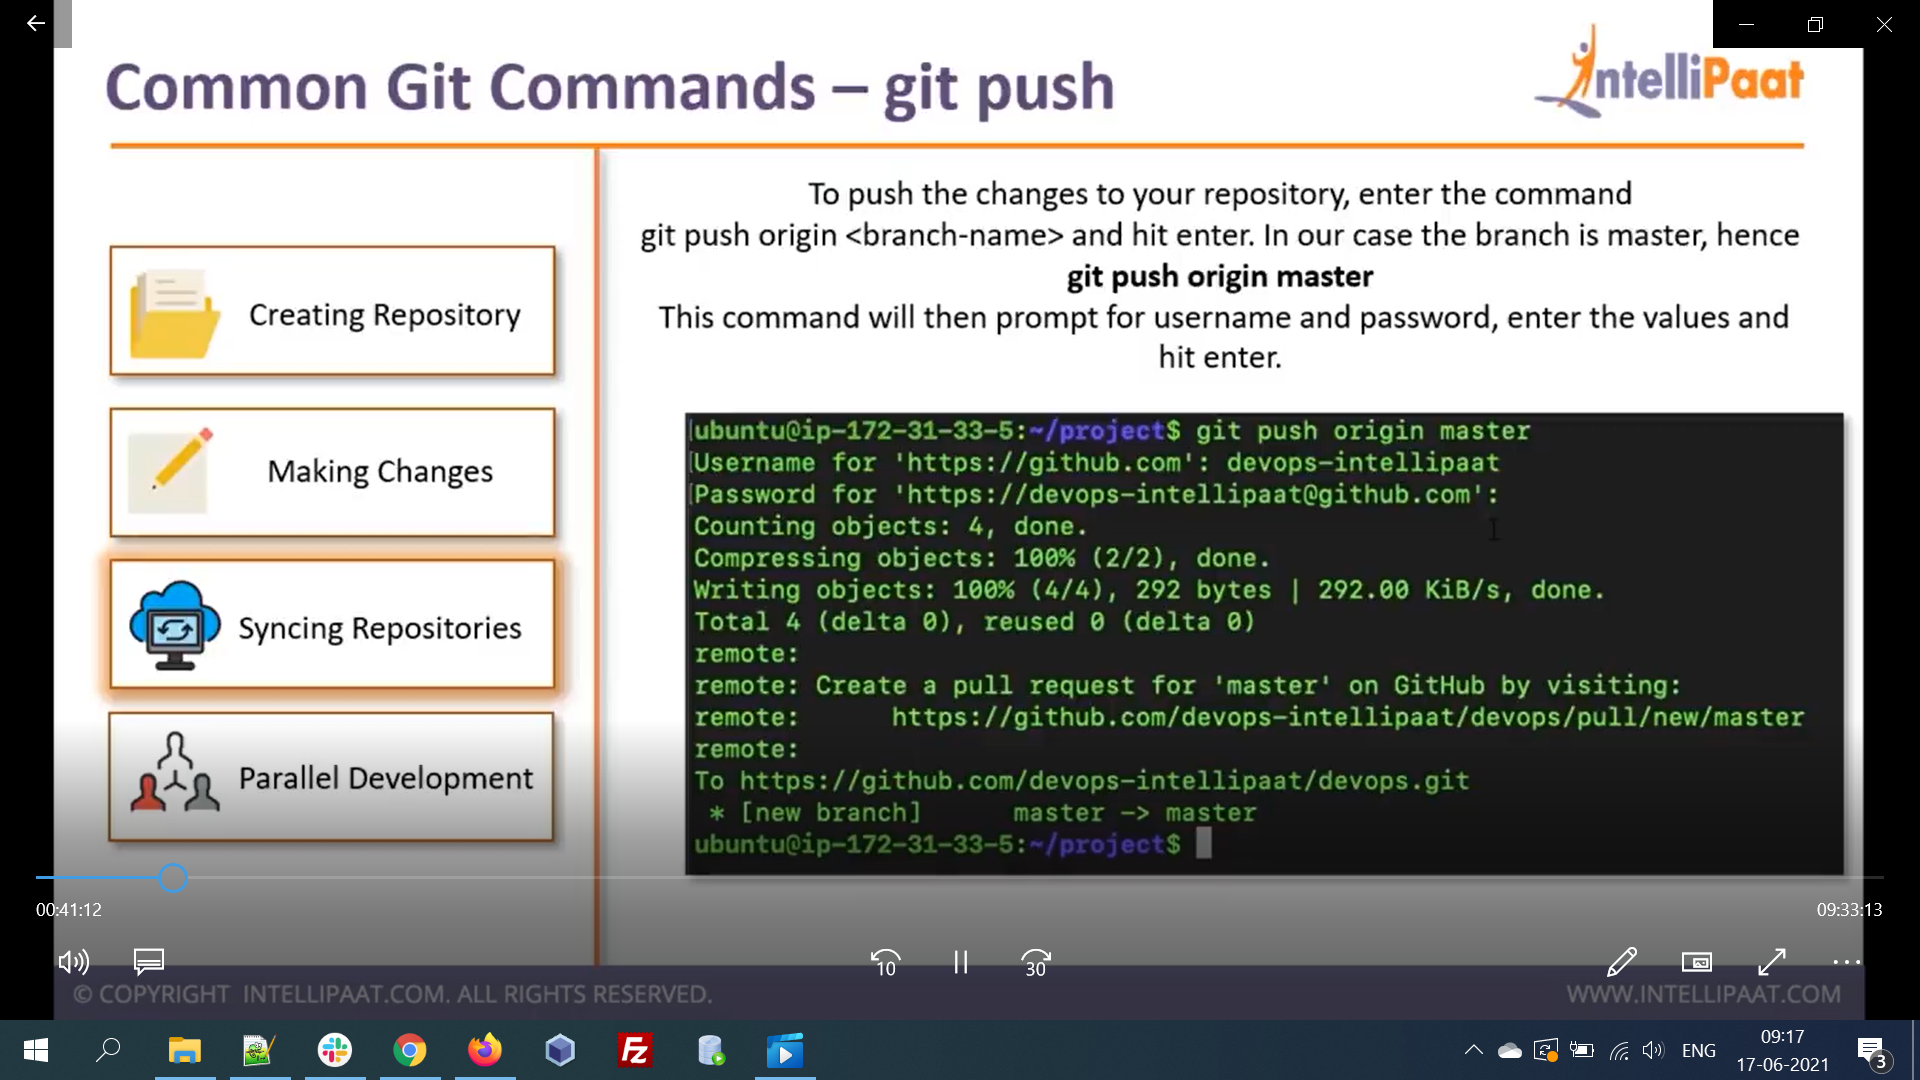 Common Git Commands – git push
IntelliPaat
To push the changes to your repository, enter the command
git push origin <branch-name> and hit enter. In our case the branch is master, hence
git push origin master
This command will then prompt for username and password, enter the values and
hit enter.
Creating Repository
Making Changes
Syncing Repositories
Parallel Development
ubuntu@ip-172-31-33-5:~/project$ git push origin master
Username for 'https://github.com': devops-intellipaat
Password for 'https://devops-intellipaat@github.com':
Counting objects: 4, done.
Compressing objects: 100% (2/2), done.
Writing objects: 100% (4/4), 292 bytes | 292.00 KiB/s, done.
Total 4 (delta 0), reused 0 (delta 0)
remote:
remote: Create a pull request for 'master' on GitHub by visiting:
remote:      https://github.com/devops-intellipaat/devops/pull/new/master
remote:
To https://github.com/devops-intellipaat/devops.git
 * [new branch]      master -> master
ubuntu@ip-172-31-33-5:~/project$
00:41:12
09:33:13
10
30
© COPYRIGHT INTELLIPAAT.COM. ALL RIGHTS RESERVED.
WWW.INTELLIPAAT.COM
Fz
ENG
09:17
17-06-2021
3